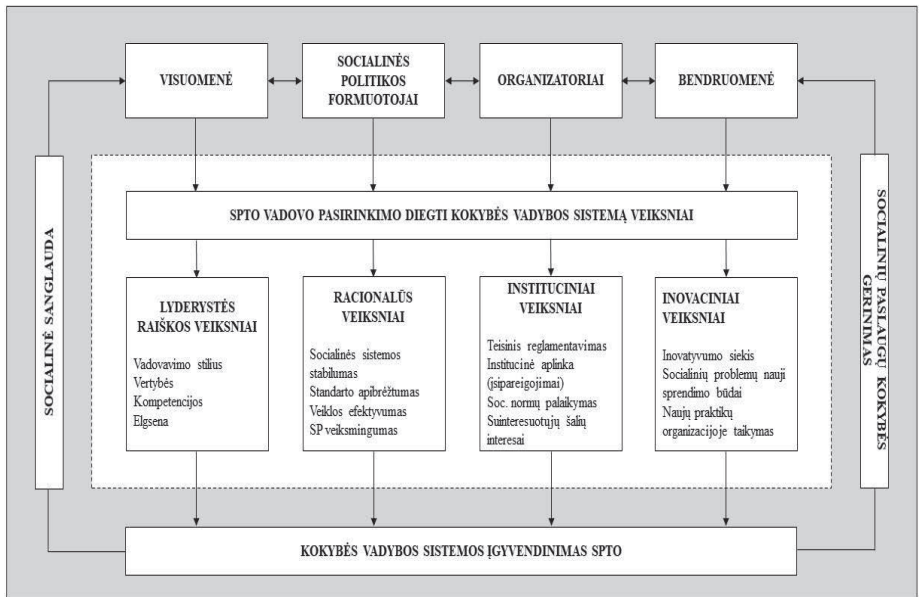 VISUOMENĖ
SOCIALINĖS
POLITIKOS
FORMUOTOJAI
ORGANIZATORIAI
BENDRUOMENĖ
SOCIALINĖ SANGLAUDA
SOCIALINIŲ PASLAUGŲ KOKYBĖS
GERINIMAS
SPTO VADOVO PASIRINKIMO DIEGTI KOKYBĖS VADYBOS SISTEMĄ VEIKSNIAI
LYDERYSTĖS
RAIŠKOS VEIKSNIAI
Vadovavimo stilius
Vertybės
Kompetencijos
Elgsena
RACIONALŪS
VEIKSNIAI
Socialinės sistemos
stabilumas
Standarto apibrėžtumas
Veiklos efektyvumas
SP veiksmingumas
INSTITUCINIAI
VEIKSNIAI
Teisinis reglamentavimas
Institucinė aplinka
(įsipareigojimai)
Soc. normų palaikymas
Suinteresuotųjų šalių
interesai
INOVACINIAI
VEIKSNIAI
Inovatyvumo siekis
Socialinių problemų nauji
sprendimo būdai
Naujų praktikų
organizacijoje taikymas
KOKYBĖS VADYBOS SISTEMOS ĮGYVENDINIMAS SPTO